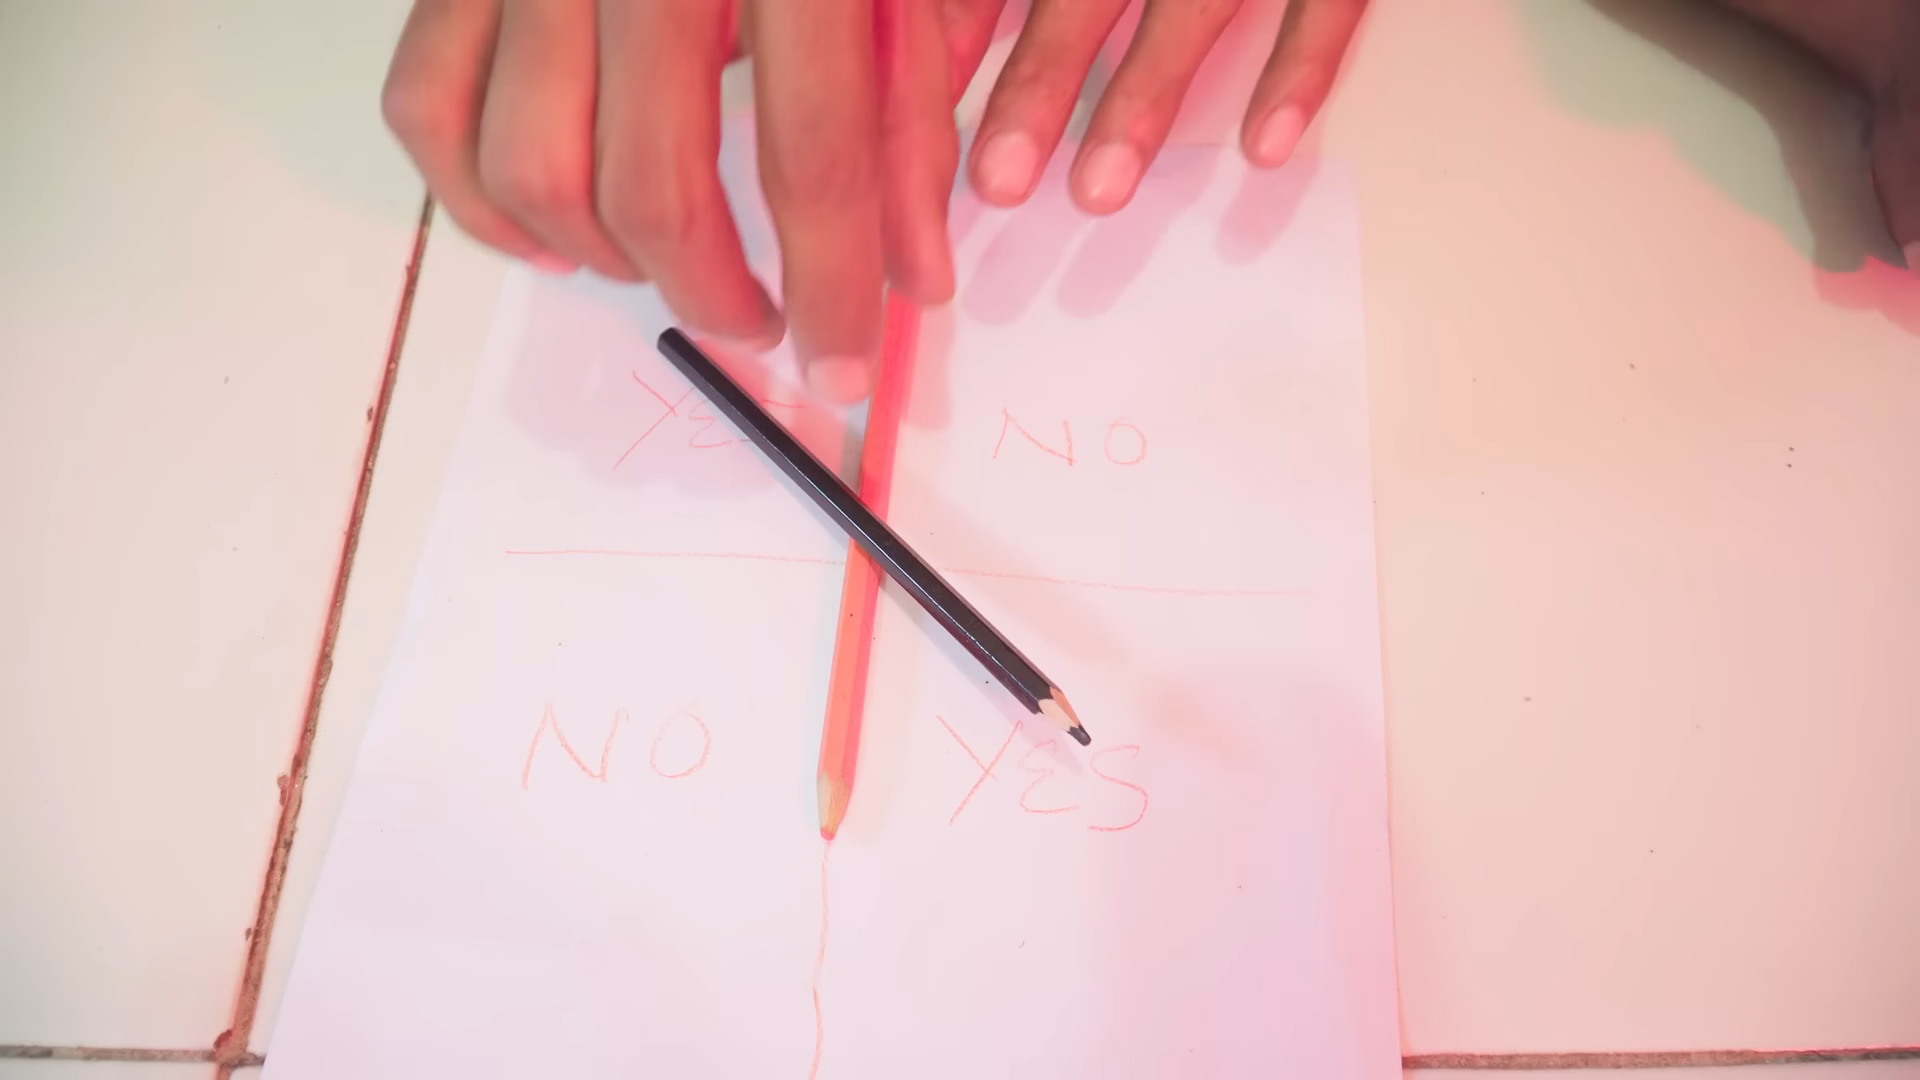 YES NO
NO YES